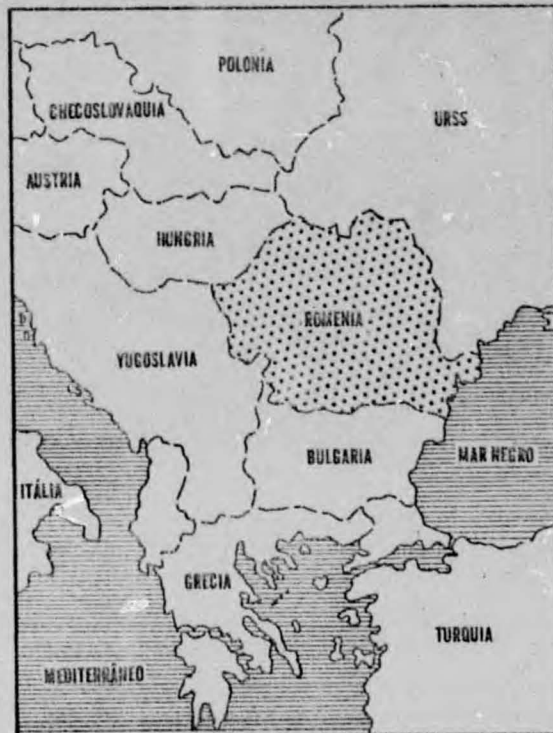 POLONIA
CHECOSLOVAQUIA
URSS
AUSTRIA
HUNGRIA
ROMENIA
YUGOSLAVIA
BULGARIA
MAR NEGRO
ITÁLIA
GRECIA
TURQUIA
MEDITERRÂNEO